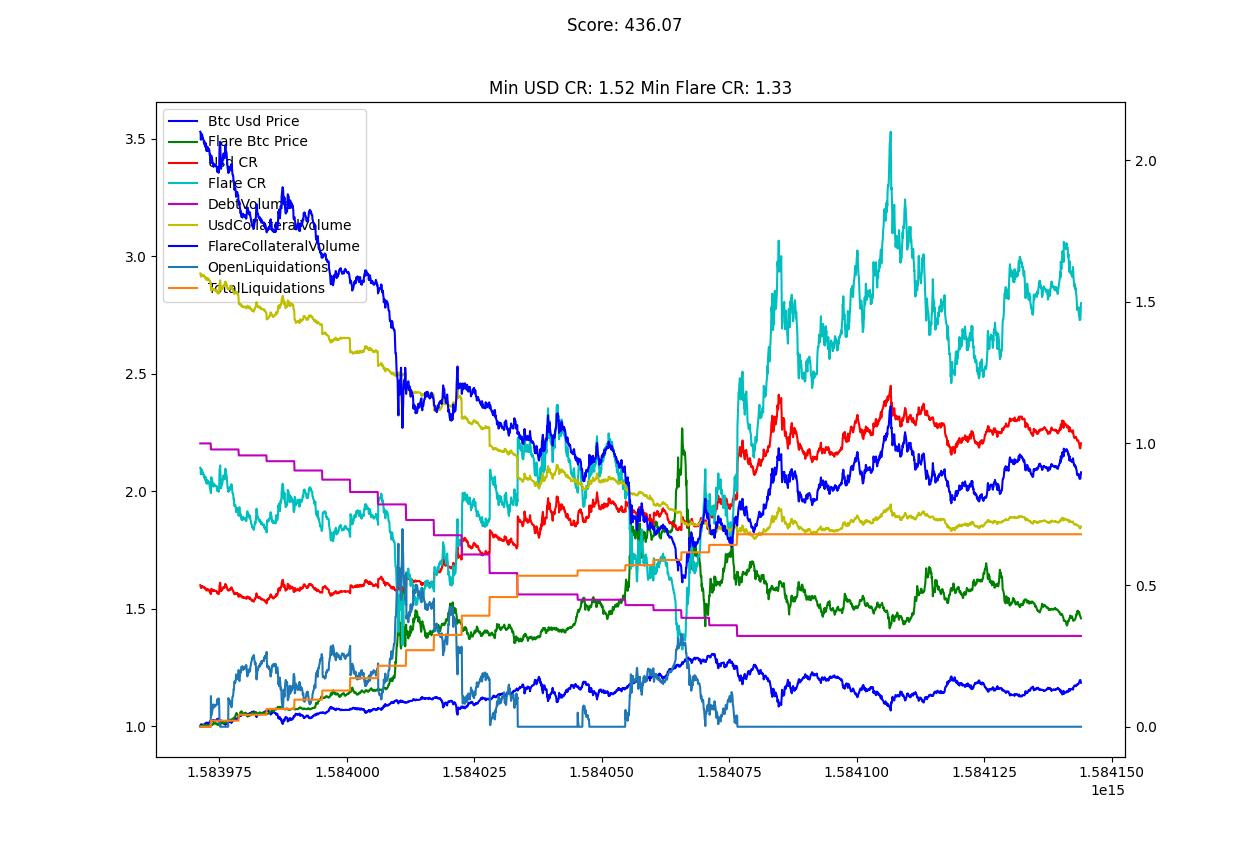 Score: 436.07
Min USD CR: 1.52 Min Flare CR: 1.33
Btc Usd Price
Flare Btc Price
Usd CR
Flare CR
DebtVolume
UsdCollateralVolume
FlareCollateralVolume
OpenLiquidations
TotalLiquidations
3.5
3.0
2.5
2.0
1.5
1.0
2.0
1.5
1.0
0.5
0.0
1.583975 1.584000 1.584025 1.584050 1.584075 1.584100 1.584125 1.584150
1e15